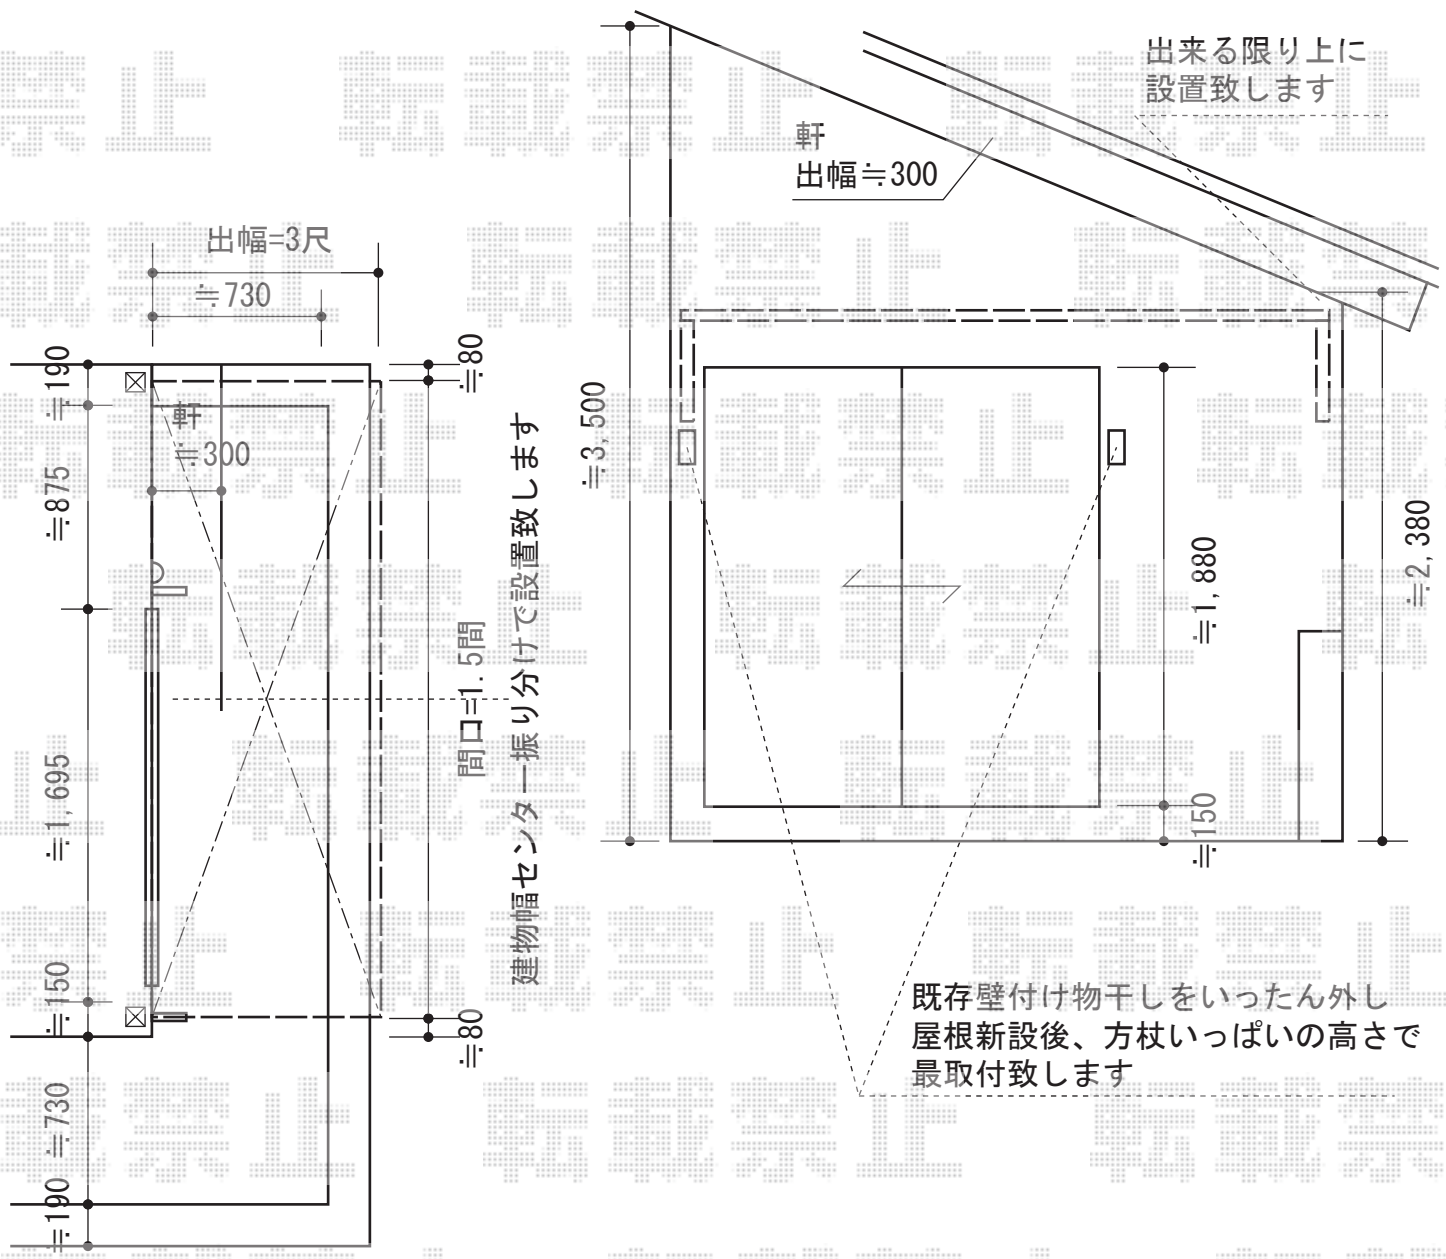 出来る限り上に
設置致します
軒
出幅≒300
出幅=3尺
≒730
≒190
≒875
≒1,695
≒150
≒730
≒190
軒
≒300
≒80
間口=1.5間
≒80
建物幅センター振り分けで設置致します
≒3,500
≒1,880
≒150
≒2,380
既存壁付け物干しをいったん外し
屋根新設後、方杖いっぱいの高さで
最取付致します
転載禁止